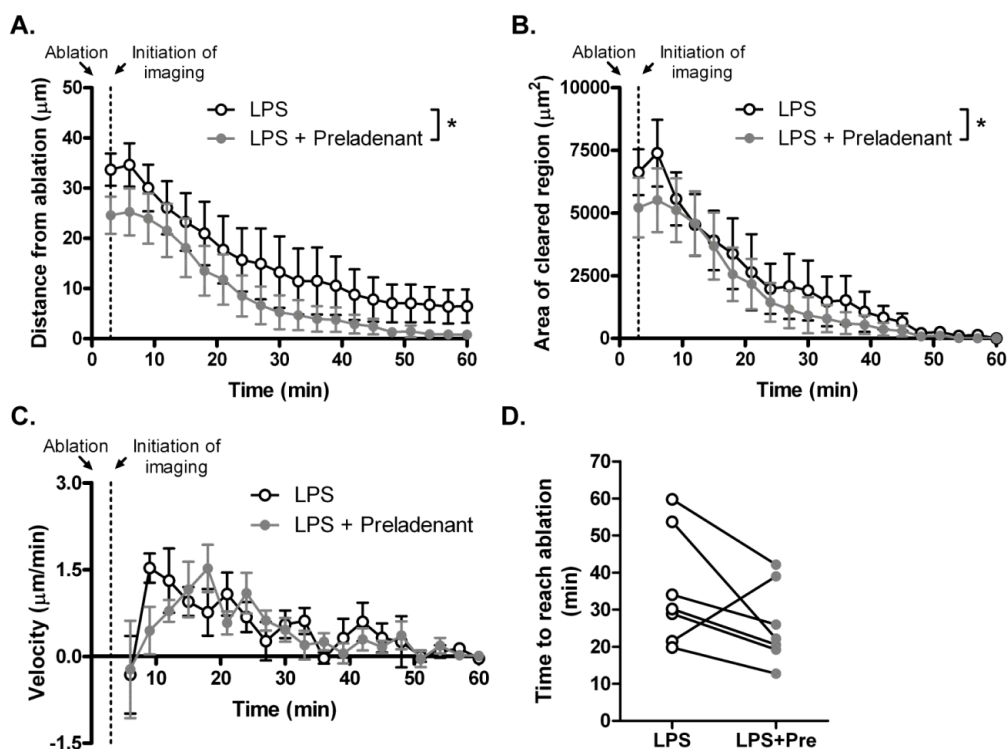 A.
Ablation
Initiation of
imaging
Distance from ablation (μm)
50
40
30
20
10
0
LPS
LPS + Preladenant
*
0 10 20 30 40 50 60
Time (min)
B.
Ablation
Initiation of
imaging
Area of cleared region (μm²)
10000
7500
5000
2500
0
LPS
LPS + Preladenant
*
0 10 20 30 40 50 60
Time (min)
C.
Ablation
Initiation of
imaging
Velocity (μm/min)
3.0
1.5
0.0
-1.5
LPS
LPS + Preladenant
10 20 30 40 50 60
Time (min)
D.
Time to reach ablation
(min)
70
60
50
40
30
20
10
0
LPS LPS+Pre